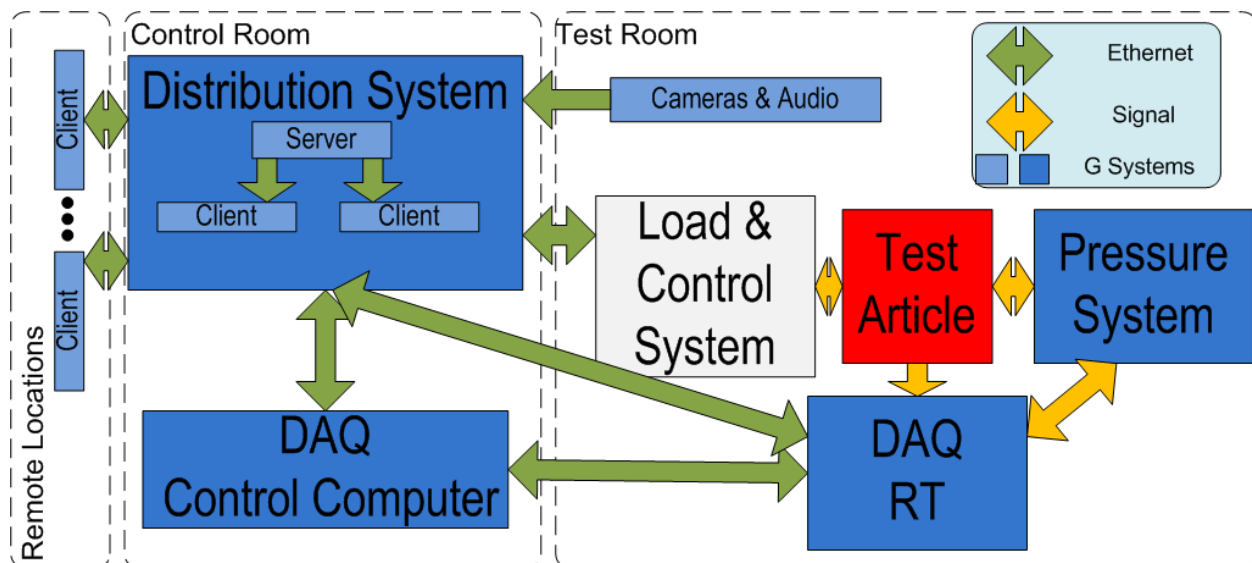 Remote Locations
Client
Client
Control Room
Distribution System
Server
Client
Client
DAQ
Control Computer
Test Room
Cameras & Audio
Load &
Control
System
Test
Article
Pressure
System
DAQ
RT
Ethernet
Signal
G Systems